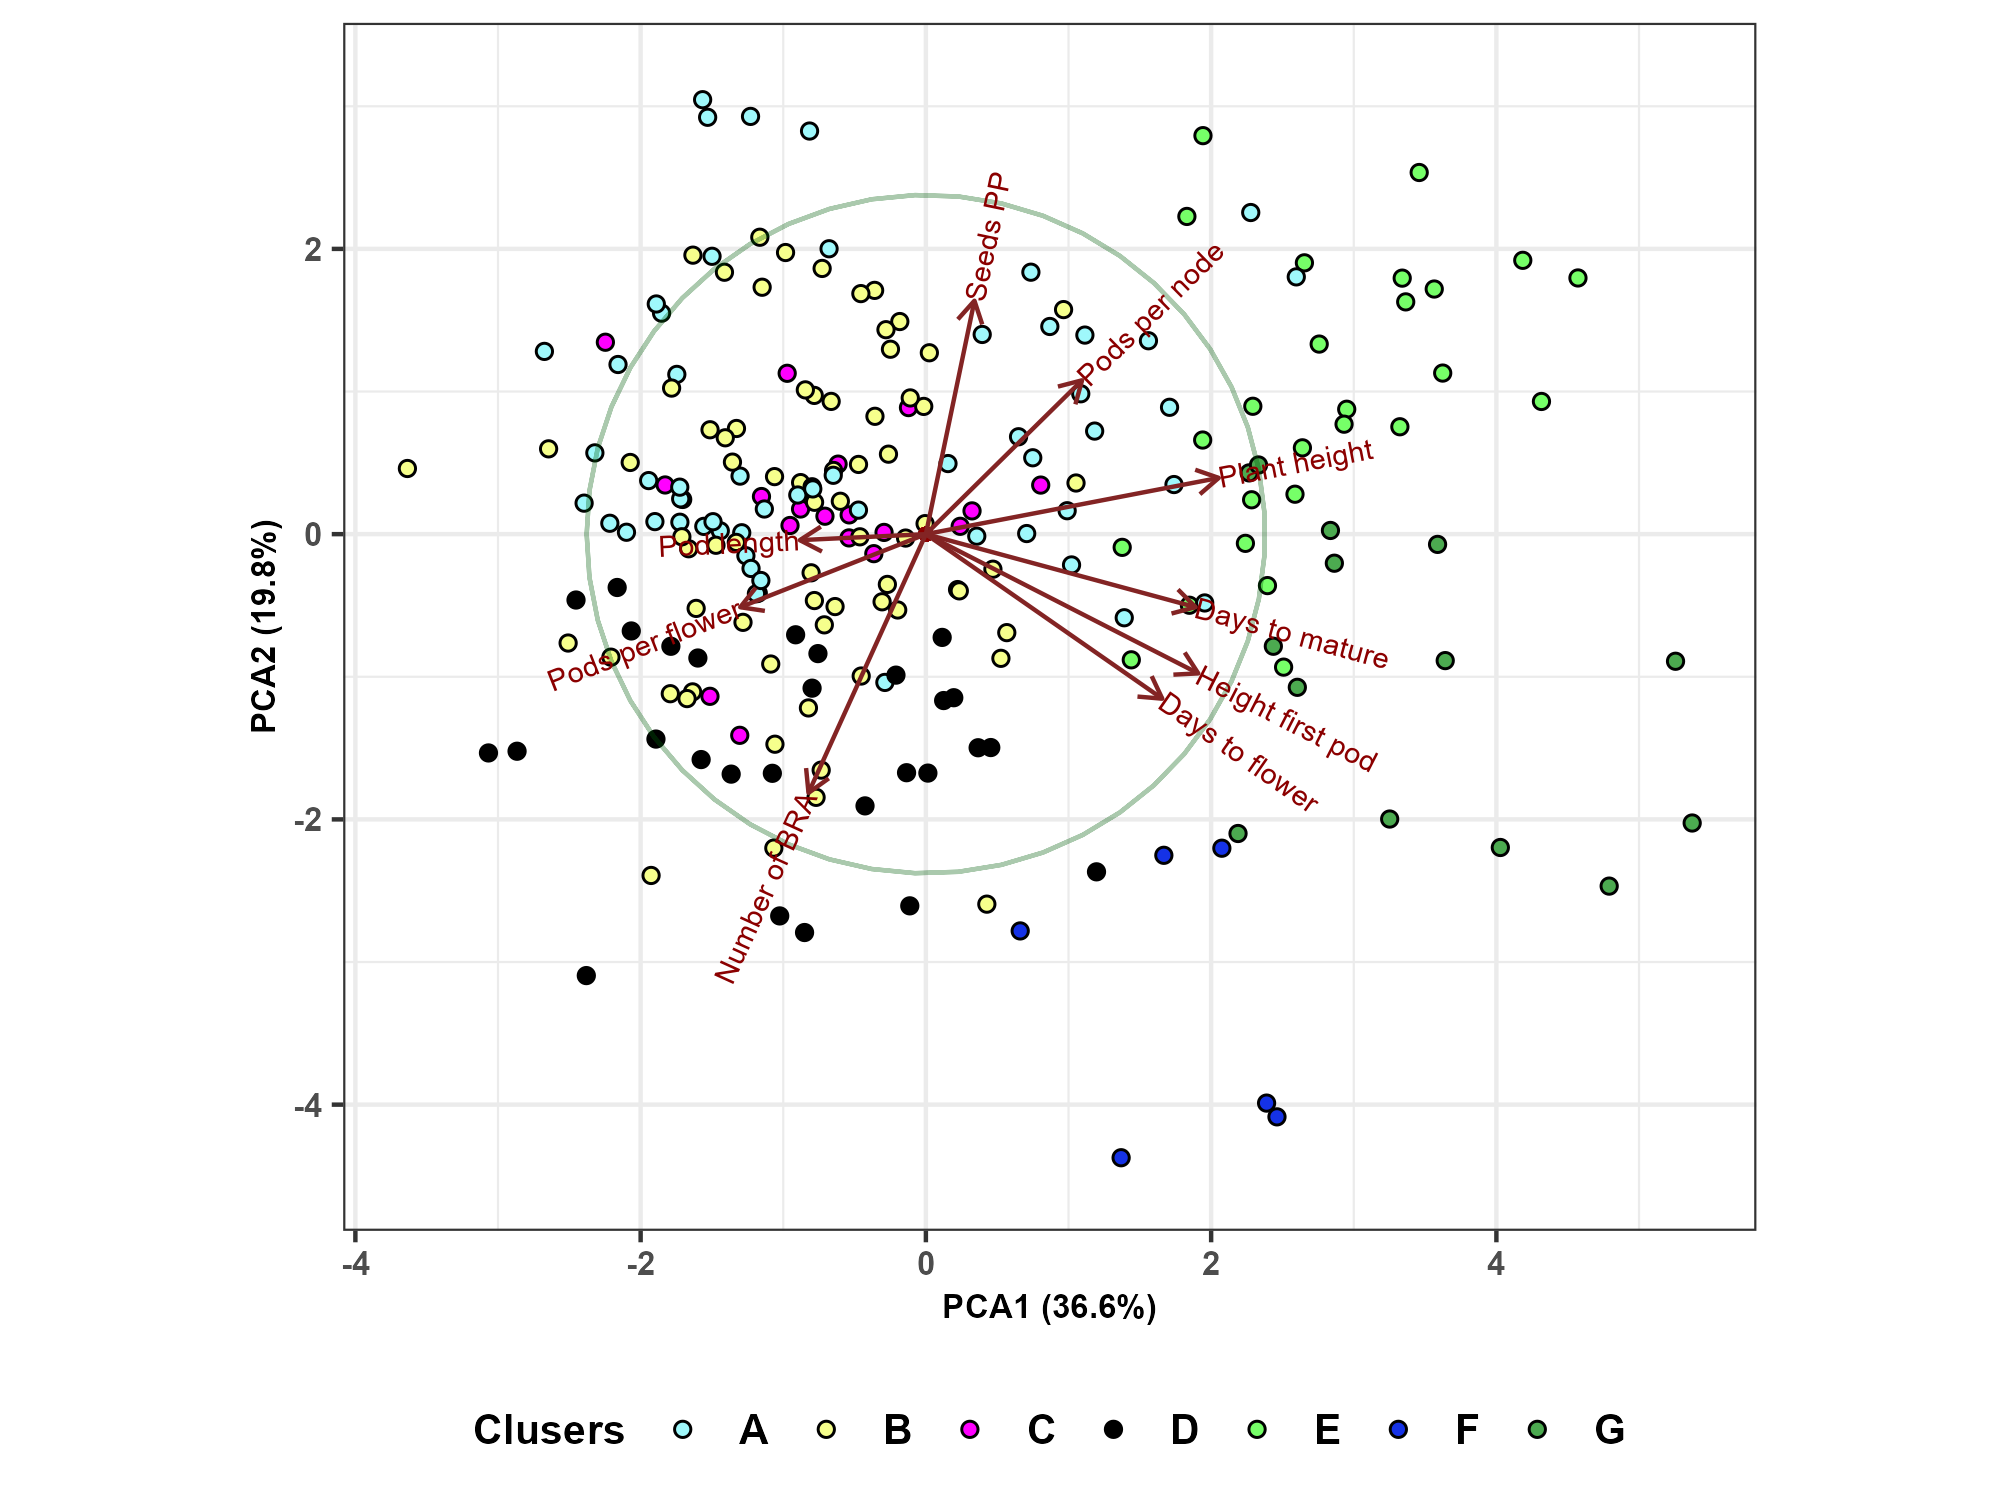 Seeds PP
Pods per node
2
Plant height
0
Pod length
Pods per flower
Days to mature
Height first pod
Days to flower
-2
Number of BRA
-4
PCA2 (19.8%)
-4 -2 0 2 4
PCA1 (36.6%)
Clusers A B C D E F G